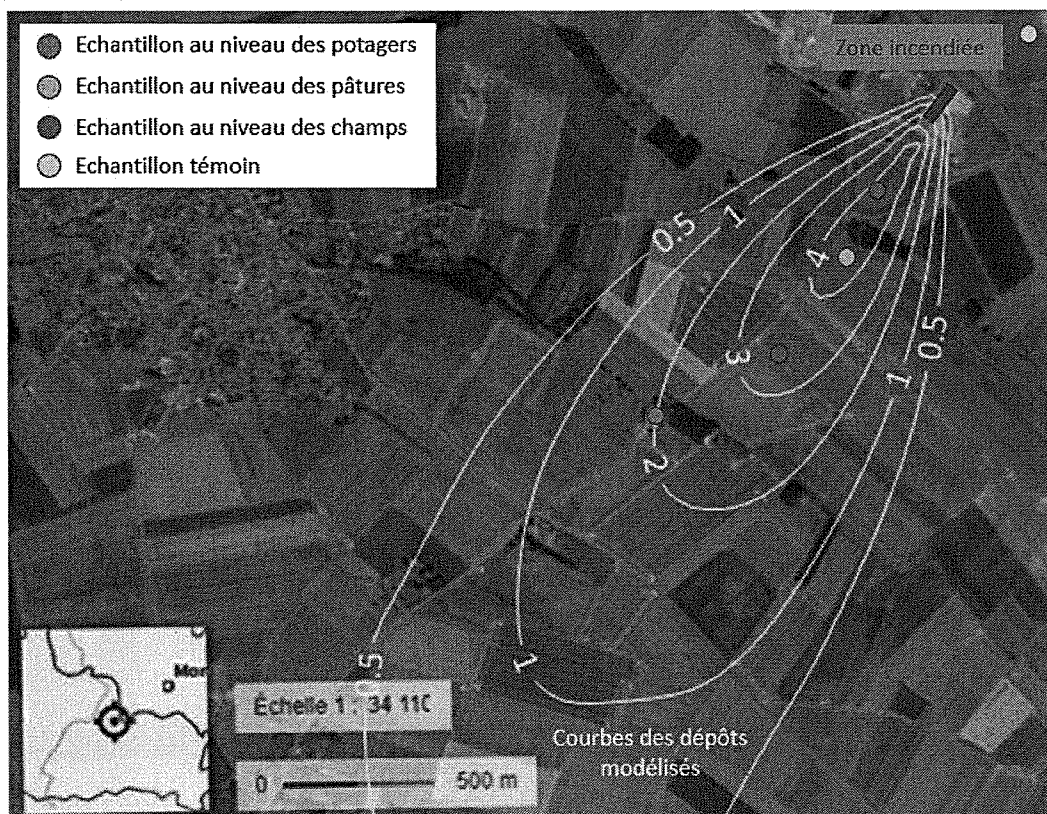 Echantillon au niveau des potagers
Echantillon au niveau des pâtures
Echantillon au niveau des champs
Echantillon témoin
Zone incendiée
0.5
1
4
3
2
1
0.5
1
.5
Mor
Échelle 1 : 34 110
0
500 m
Courbes des dépôts
modélisés